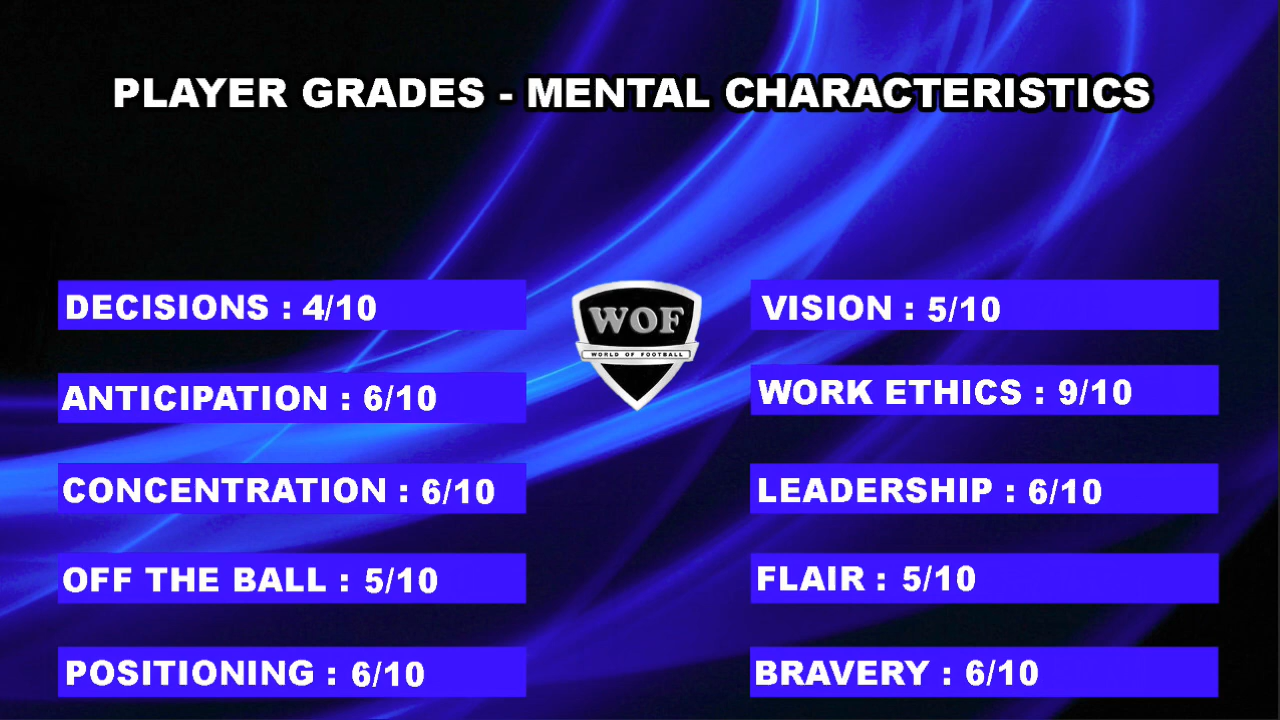 PLAYER GRADES - MENTAL CHARACTERISTICS
DECISIONS : 4/10
ANTICIPATION : 6/10
CONCENTRATION : 6/10
OFF THE BALL : 5/10
POSITIONING : 6/10
WOF
WORLD OF FOOTBALL
VISION : 5/10
WORK ETHICS : 9/10
LEADERSHIP : 6/10
FLAIR : 5/10
BRAVERY : 6/10